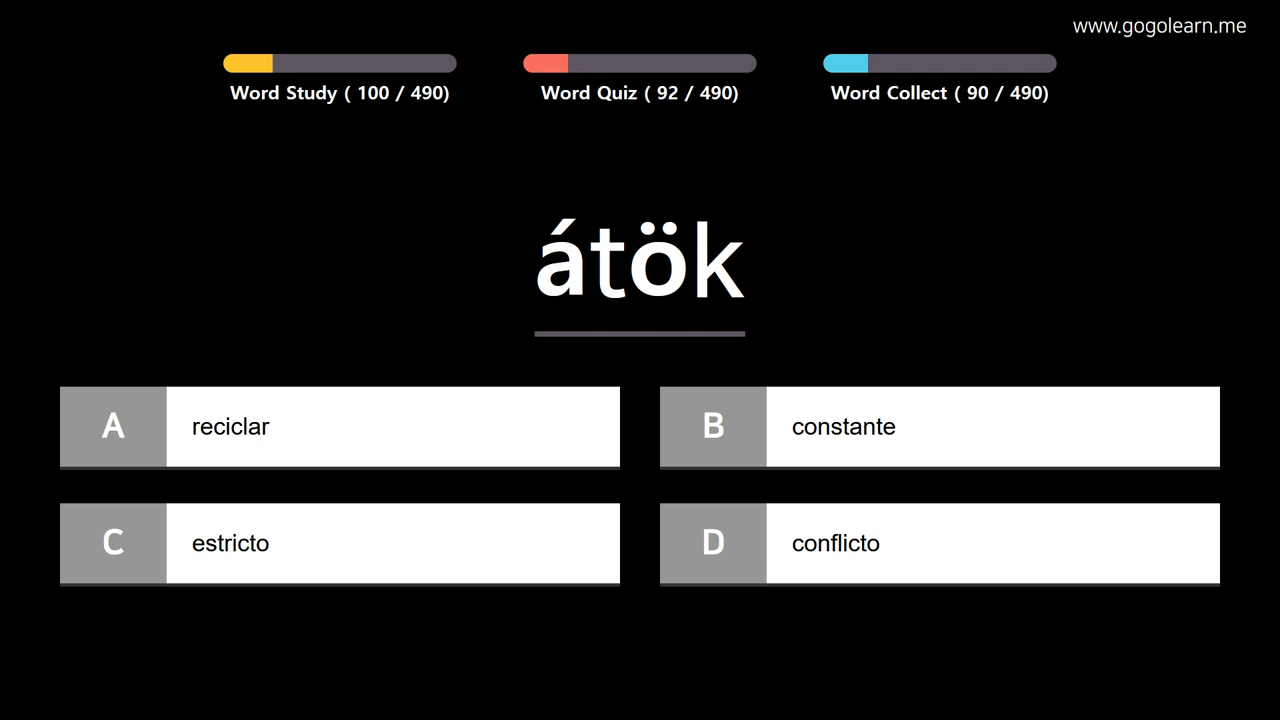 www.gogolearn.me
Word Study ( 100 / 490)
Word Quiz ( 92 / 490)
Word Collect ( 90 / 490)
átök
A reciclar
B constante
C estricto
D conflicto